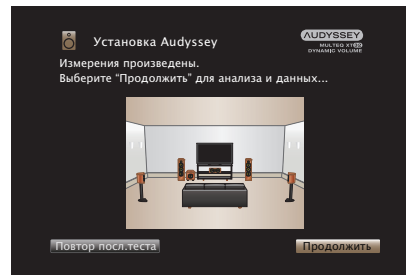 Установка Audyssey
AUDYSSEY
MULTEQ XT32
DYNAMIC VOLUME
Измерения произведены.
Выберите “Продолжить” для анализа и данных...
Повтор посл.теста
Продолжить